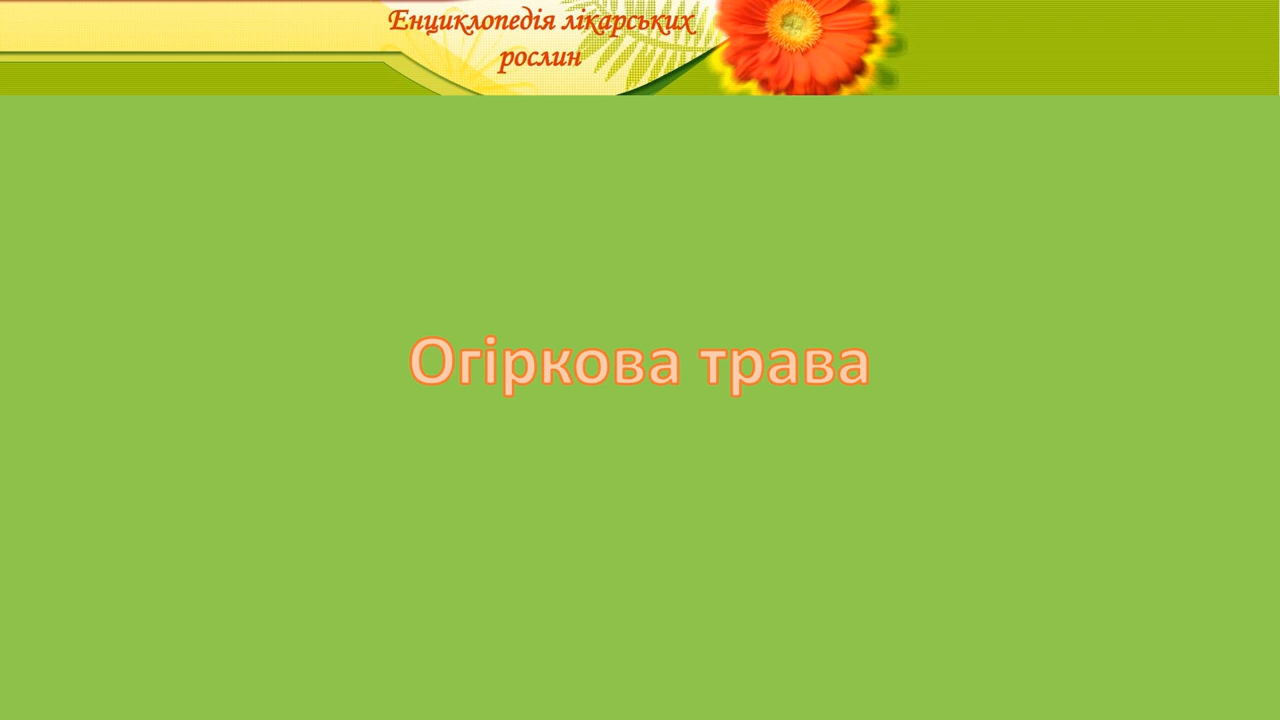 Енциклопедія лікарських
рослин
Огіркова трава